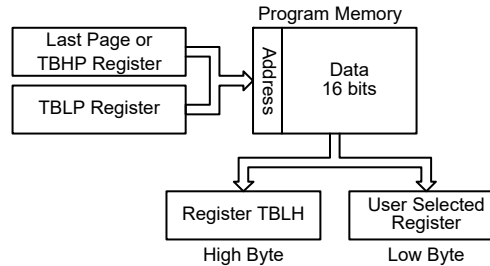 Program Memory
Last Page or
TBHP Register
TBLP Register
Address
Data
16 bits
Register TBLH
High Byte
User Selected
Register
Low Byte